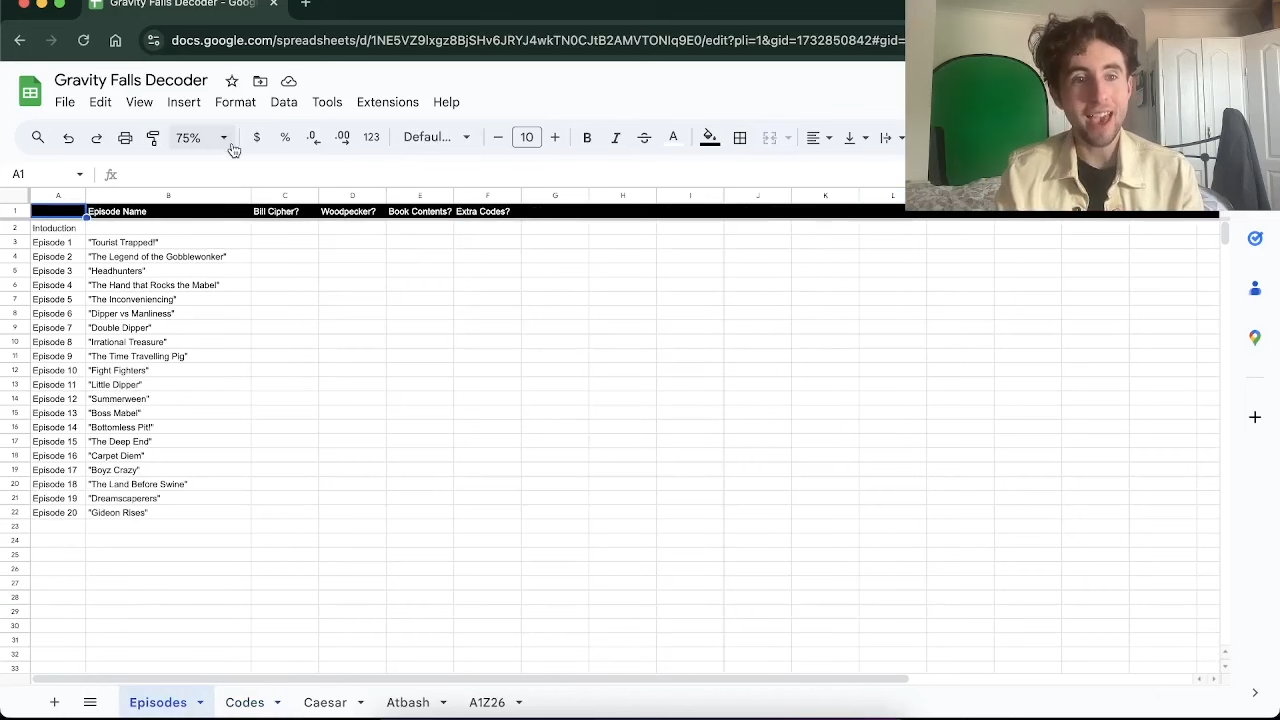 Gravity Falls Decoder - Goog
docs.google.com/spreadsheets/d/1NE5VZ9lxgz8BjSHv6JRYJ4wkTN0CJtB2AMVTONIq9E0/edit?pli=1&gid=1732850842#gid=
Gravity Falls Decoder
File Edit View Insert Format Data Tools Extensions Help
75% $ % .0 .00 123 Defaul... 10 B I A
A1 fx
A B C D E F G H I J K L
1 Episode Name Bill Cipher? Woodpecker? Book Contents? Extra Codes?
2 Intoduction
3 Episode 1 "Tourist Trapped!"
4 Episode 2 "The Legend of the Gobblewonker"
5 Episode 3 "Headhunters"
6 Episode 4 "The Hand that Rocks the Mabel"
7 Episode 5 "The Inconveniencing"
8 Episode 6 "Dipper vs Manliness"
9 Episode 7 "Double Dipper"
10 Episode 8 "Irrational Treasure"
11 Episode 9 "The Time Travelling Pig"
12 Episode 10 "Fight Fighters"
13 Episode 11 "Little Dipper"
14 Episode 12 "Summerween"
15 Episode 13 "Boss Mabel"
16 Episode 14 "Bottomless Pit!"
17 Episode 15 "The Deep End"
18 Episode 16 "Carpet Diem"
19 Episode 17 "Boyz Crazy"
20 Episode 18 "The Land Before Swine"
21 Episode 19 "Dreamscaperers"
22 Episode 20 "Gideon Rises"
23
24
25
26
27
28
29
30
31
32
33
Episodes Codes Caesar Atbash A1Z26